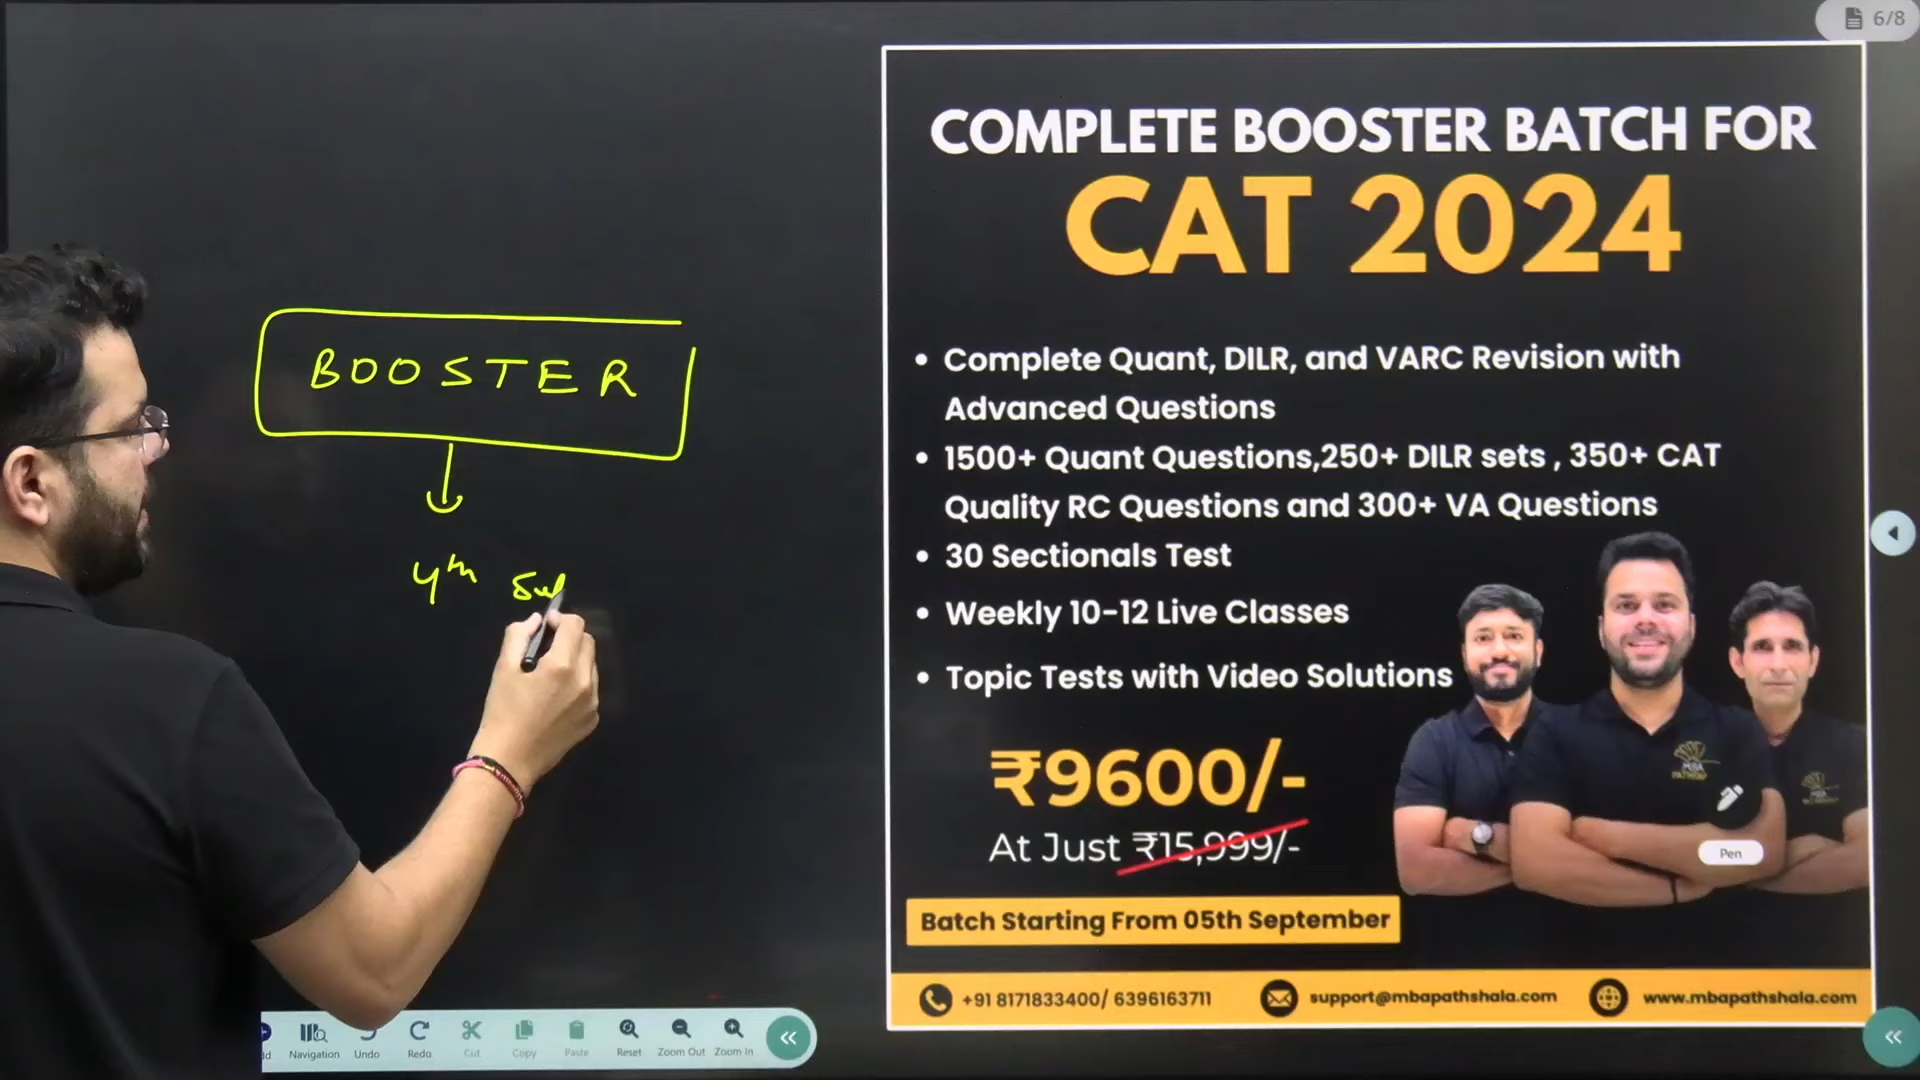 6/8
COMPLETE BOOSTER BATCH FOR
CAT 2024
• Complete Quant, DILR, and VARC Revision with
Advanced Questions
• 1500+ Quant Questions,250+ DILR sets , 350+ CAT
Quality RC Questions and 300+ VA Questions
• 30 Sectionals Test
• Weekly 10-12 Live Classes
• Topic Tests with Video Solutions
₹9600/-
At Just ₹15,999/-
Batch Starting From 05th September
+91 8171833400/ 6396163711
support@mbapathshala.com
www.mbapathshala.com
Pen
BOOSTER
4th
Navigation Undo Redo Cut Copy Paste Reset Zoom Out Zoom In